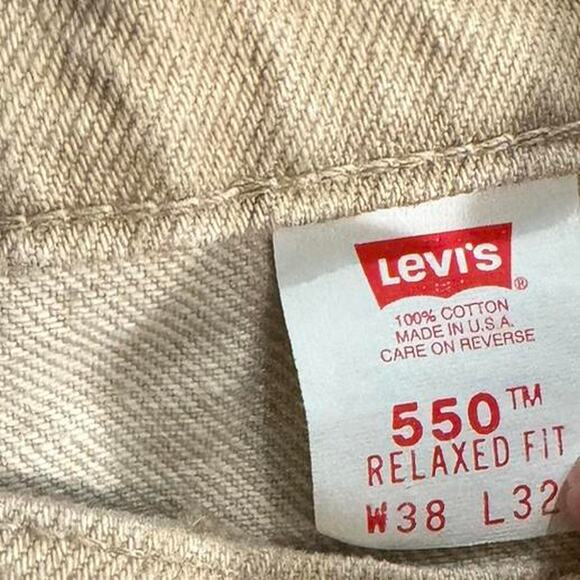 LEVI'S®
100% COTTON
MADE IN U.S.A.
CARE ON REVERSE
550™
RELAXED FIT
W38 L32